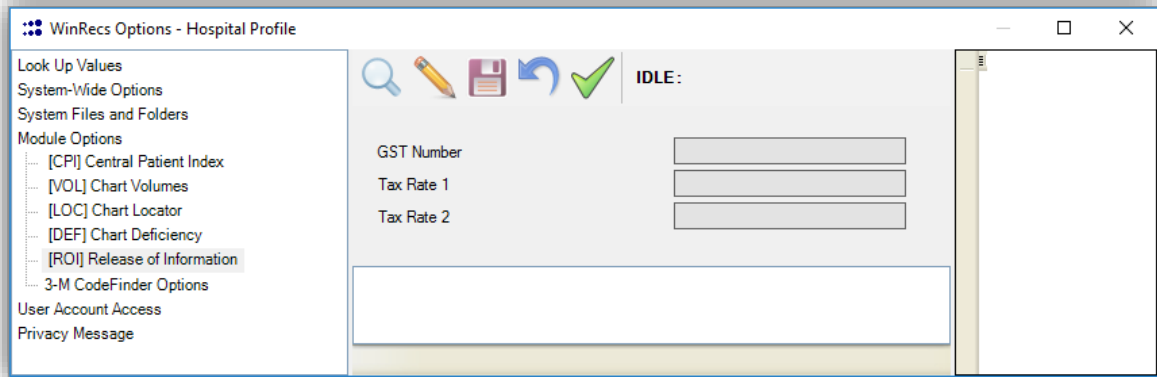 WinRecs Options - Hospital Profile
Look Up Values
System-Wide Options
System Files and Folders
Module Options
[CPI] Central Patient Index
[VOL] Chart Volumes
[LOC] Chart Locator
[DEF] Chart Deficiency
[ROI] Release of Information
3-M CodeFinder Options
User Account Access
Privacy Message
IDLE:
GST Number
Tax Rate 1
Tax Rate 2